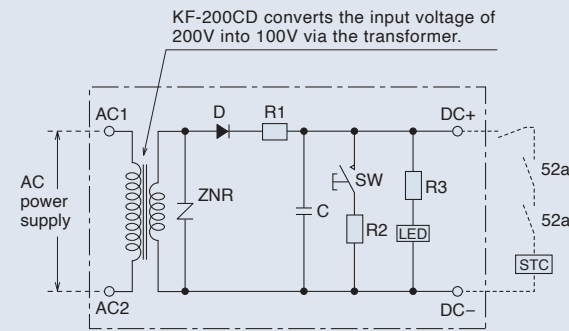 KF-200CD converts the input voltage of
200V into 100V via the transformer.
AC1
D
R1
DC+
AC
power
supply
ZNR
C
SW
R2
R3
LED
52a
52a
STC
AC2
DC−